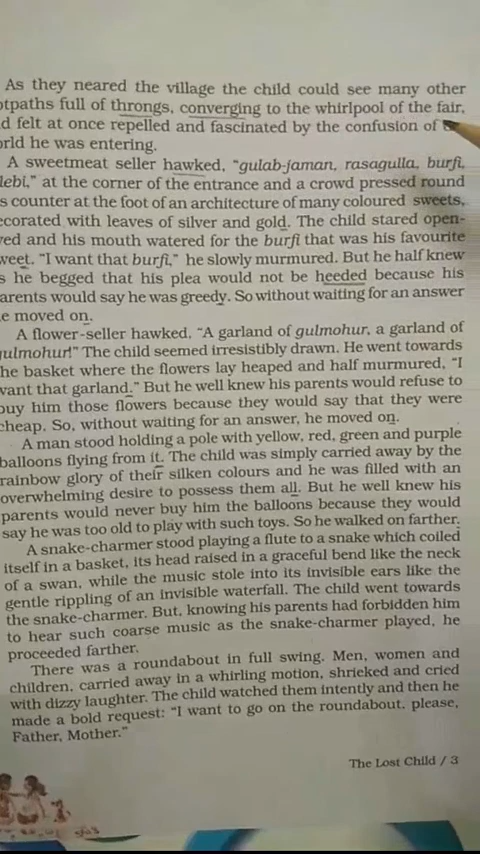 As they neared the village the child could see many other
otpaths full of throngs, converging to the whirlpool of the fair,
d felt at once repelled and fascinated by the confusion of
orld he was entering.
A sweetmeat seller hawked, "gulab-jaman, rasagulla, burfi,
lebi," at the corner of the entrance and a crowd pressed round
s counter at the foot of an architecture of many coloured sweets,
ecorated with leaves of silver and gold. The child stared open-
yed and his mouth watered for the burfi that was his favourite
weet. "I want that burfi," he slowly murmured. But he half knew
s he begged that his plea would not be heeded because his
arents would say he was greedy. So without waiting for an answer
e moved on.
A flower-seller hawked, "A garland of gulmohur, a garland of
gulmohur!" The child seemed irresistibly drawn. He went towards
he basket where the flowers lay heaped and half murmured, "I
want that garland." But he well knew his parents would refuse to
buy him those flowers because they would say that they were
cheap. So, without waiting for an answer, he moved on.
A man stood holding a pole with yellow, red, green and purple
balloons flying from it. The child was simply carried away by the
rainbow glory of their silken colours and he was filled with an
overwhelming desire to possess them all. But he well knew his
parents would never buy him the balloons because they would
say he was too old to play with such toys. So he walked on farther.
A snake-charmer stood playing a flute to a snake which coiled
itself in a basket, its head raised in a graceful bend like the neck
of a swan, while the music stole into its invisible ears like the
gentle rippling of an invisible waterfall. The child went towards
the snake-charmer. But, knowing his parents had forbidden him
to hear such coarse music as the snake-charmer played, he
proceeded farther.
There was a roundabout in full swing. Men, women and
children, carried away in a whirling motion, shrieked and cried
with dizzy laughter. The child watched them intently and then he
made a bold request: "I want to go on the roundabout, please,
Father, Mother."
The Lost Child / 3